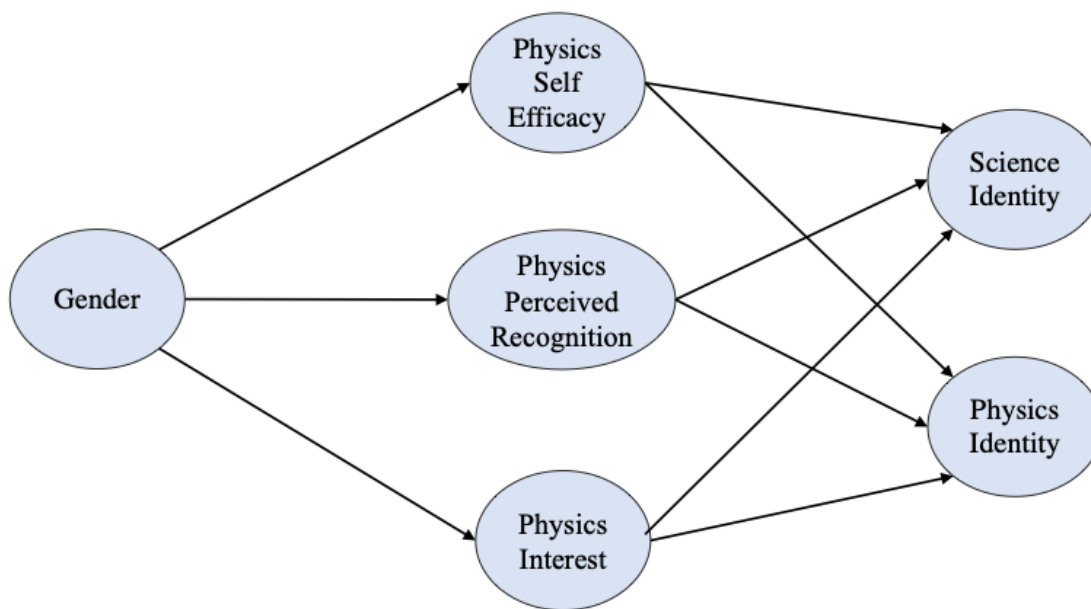 Physics
Self
Efficacy
Science
Identity
Gender
Physics
Perceived
Recognition
Physics
Identity
Physics
Interest